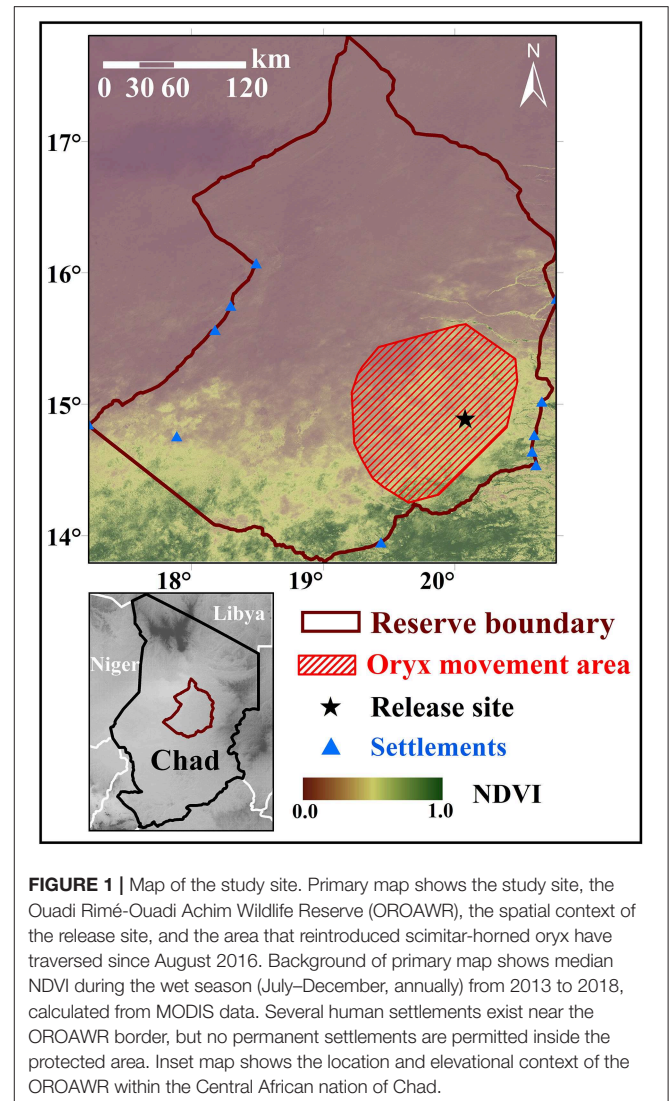 km
0 30 60 120
N
17°
16°
15°
14°
18° 19° 20°
Libya
Niger
Chad
Reserve boundary
Oryx movement area
Release site
Settlements
NDVI
0.0 1.0
FIGURE 1 | Map of the study site. Primary map shows the study site, the
Ouadi Rimé-Ouadi Achim Wildlife Reserve (OROAWR), the spatial context of
the release site, and the area that reintroduced scimitar-horned oryx have
traversed since August 2016. Background of primary map shows median
NDVI during the wet season (July–December, annually) from 2013 to 2018,
calculated from MODIS data. Several human settlements exist near the
OROAWR border, but no permanent settlements are permitted inside the
protected area. Inset map shows the location and elevational context of the
OROAWR within the Central African nation of Chad.